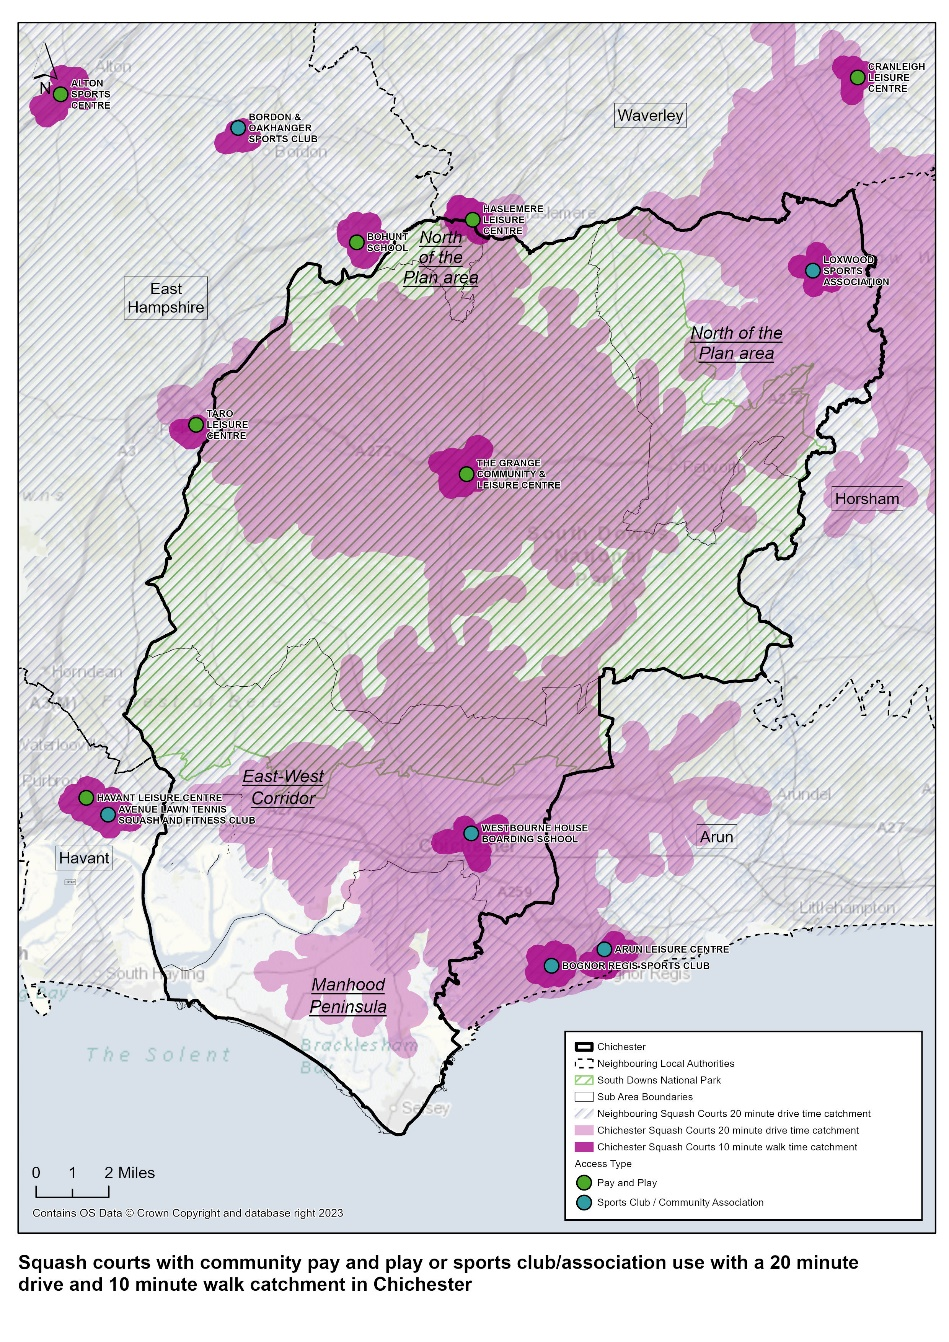 Alton
N
ALTON
SPORTS
CENTRE
BORDON &
OAKHANGER
SPORTS CLUB
Bordon
Waverley
CRANLEIGH
LEISURE
CENTRE
HASLEMERE
LEISURE
CENTRE
BOHUNT
SCHOOL
North
of the
Plan area
LOXWOOD
SPORTS
ASSOCIATION
East
Hampshire
North of the
Plan area
TARO
LEISURE
CENTRE
THE GRANGE
COMMUNITY &
LEISURE CENTRE
Horsham
South Downs
National
Park
Horndean
A3(M)
Waterlooville
Purbrook
HAVANT LEISURE CENTRE
AVENUE LAWN TENNIS
SQUASH AND FITNESS CLUB
East-West
Corridor
Arundel
WESTBOURNE HOUSE
BOARDING SCHOOL
Arun
A27
Havant
A259
Littlehampton
ARUN LEISURE CENTRE
BOGNOR REGIS SPORTS CLUB
South Hayling
Manhood
Peninsula
The Solent
Bracklesham
Bay
Selsey
Chichester
Neighbouring Local Authorities
South Downs National Park
Sub Area Boundaries
Neighbouring Squash Courts 20 minute drive time catchment
Chichester Squash Courts 20 minute drive time catchment
Chichester Squash Courts 10 minute walk time catchment
Access Type
Pay and Play
Sports Club / Community Association
0 1 2 Miles
Contains OS Data © Crown Copyright and database right 2023
Squash courts with community pay and play or sports club/association use with a 20 minute
drive and 10 minute walk catchment in Chichester